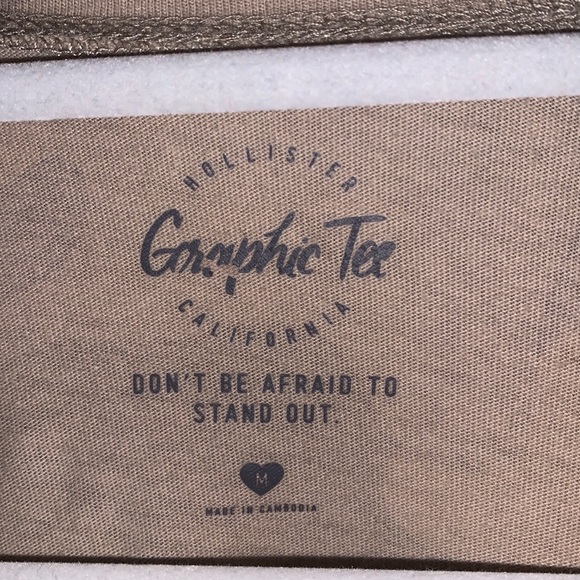 HOLLISTER
Graphic Tee
CALIFORNIA
DON'T BE AFRAID TO
STAND OUT.
M
MADE IN CAMBODIA